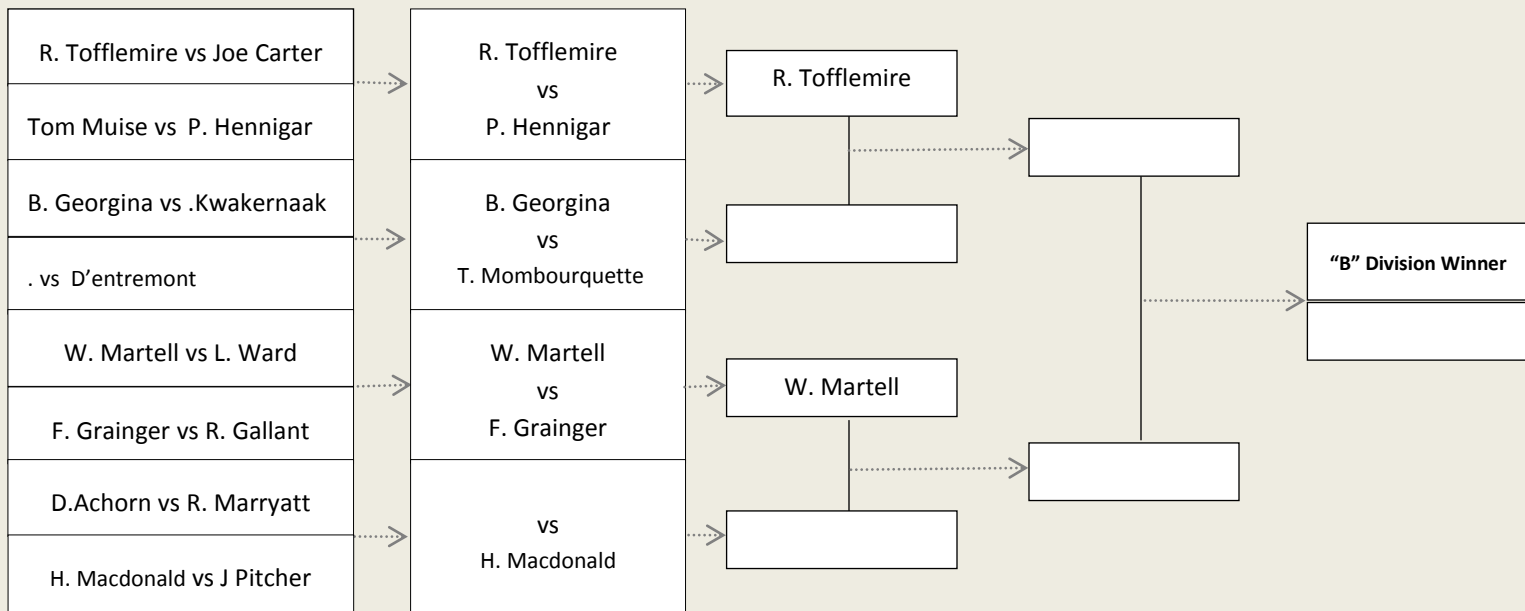 R. Tofflemire vs Joe Carter
Tom Muise vs P. Hennigar
B. Georgina vs .Kwakernaak
. vs D’entremont
W. Martell vs L. Ward
F. Grainger vs R. Gallant
D.Achorn vs R. Marryatt
H. Macdonald vs J Pitcher
R. Tofflemire
vs
P. Hennigar
B. Georgina
vs
T. Mombourquette
W. Martell
vs
F. Grainger
vs
H. Macdonald
R. Tofflemire
W. Martell
“B” Division Winner